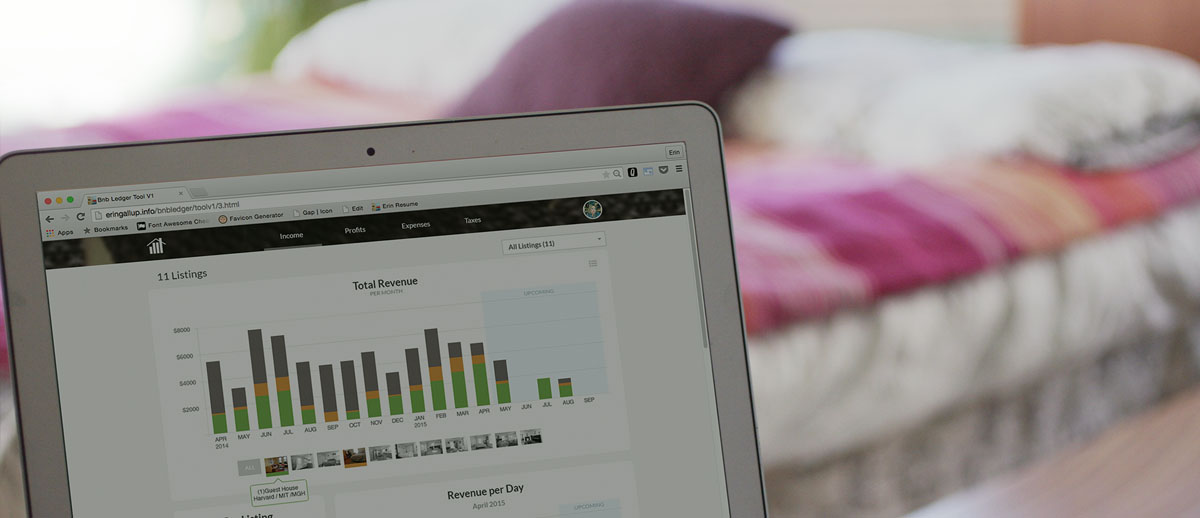 Erin
Bnb Ledger Tool V1
eringallup.info/bnbledger/toolv1/3.html
Apps Bookmarks Font Awesome Favicon Generator Gap | Icon Edit Erin Resume
Income Profits Expenses Taxes
All Listings (11)
11 Listings
Total Revenue
PER MONTH
UPCOMING
$8000
$6000
$4000
$2000
APR MAY JUN JUL AUG SEP OCT NOV DEC JAN FEB MAR APR MAY JUN JUL AUG SEP
2014 2015
ALL
(1)Guest House
Harvard / MIT /MGH
Listing
Revenue per Day
April 2015
UPCOMING